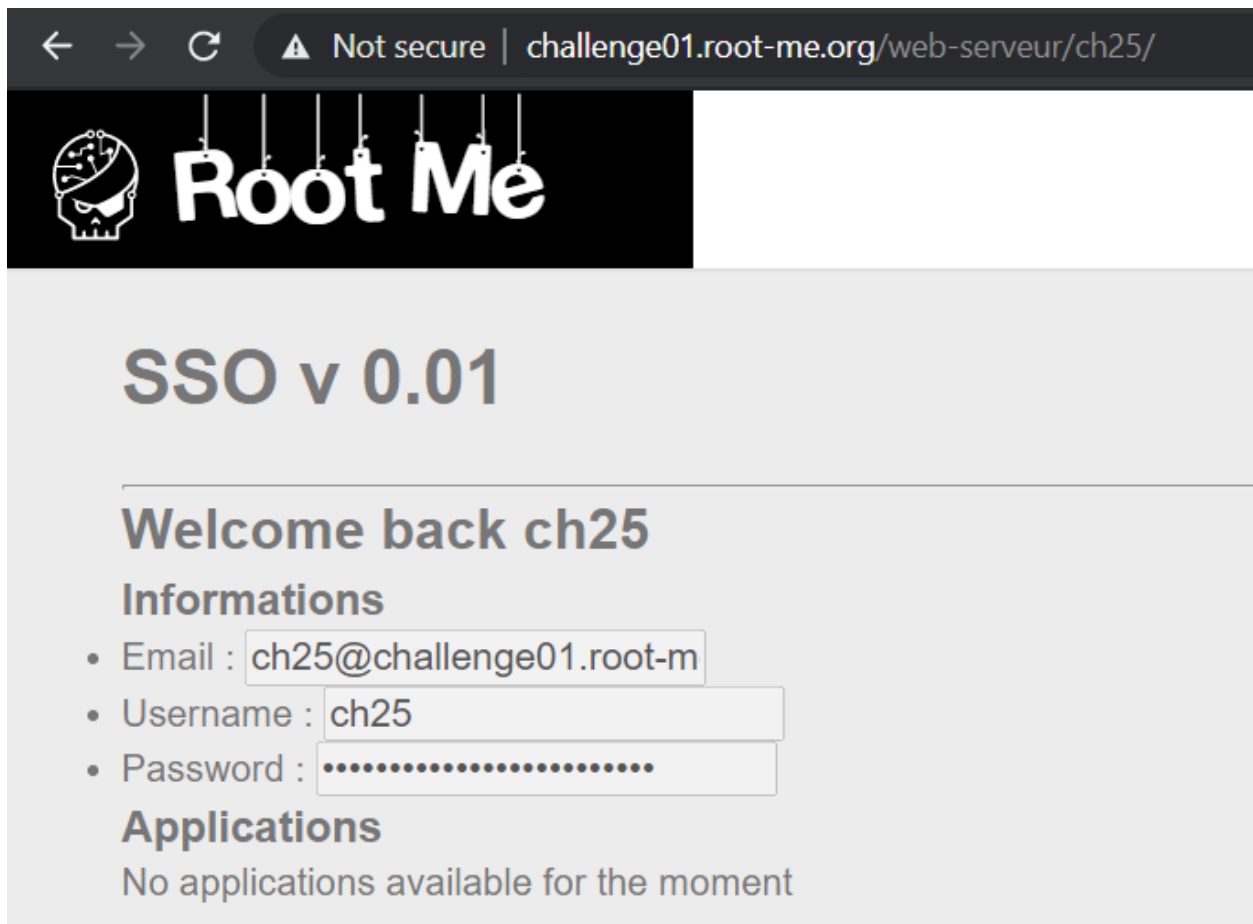 Not secure | challenge01.root-me.org/web-serveur/ch25/
Root Me
SSO v 0.01
Welcome back ch25
Informations
• Email : ch25@challenge01.root-m
• Username : ch25
• Password : •••••••••••••••••••••••••
Applications
No applications available for the moment